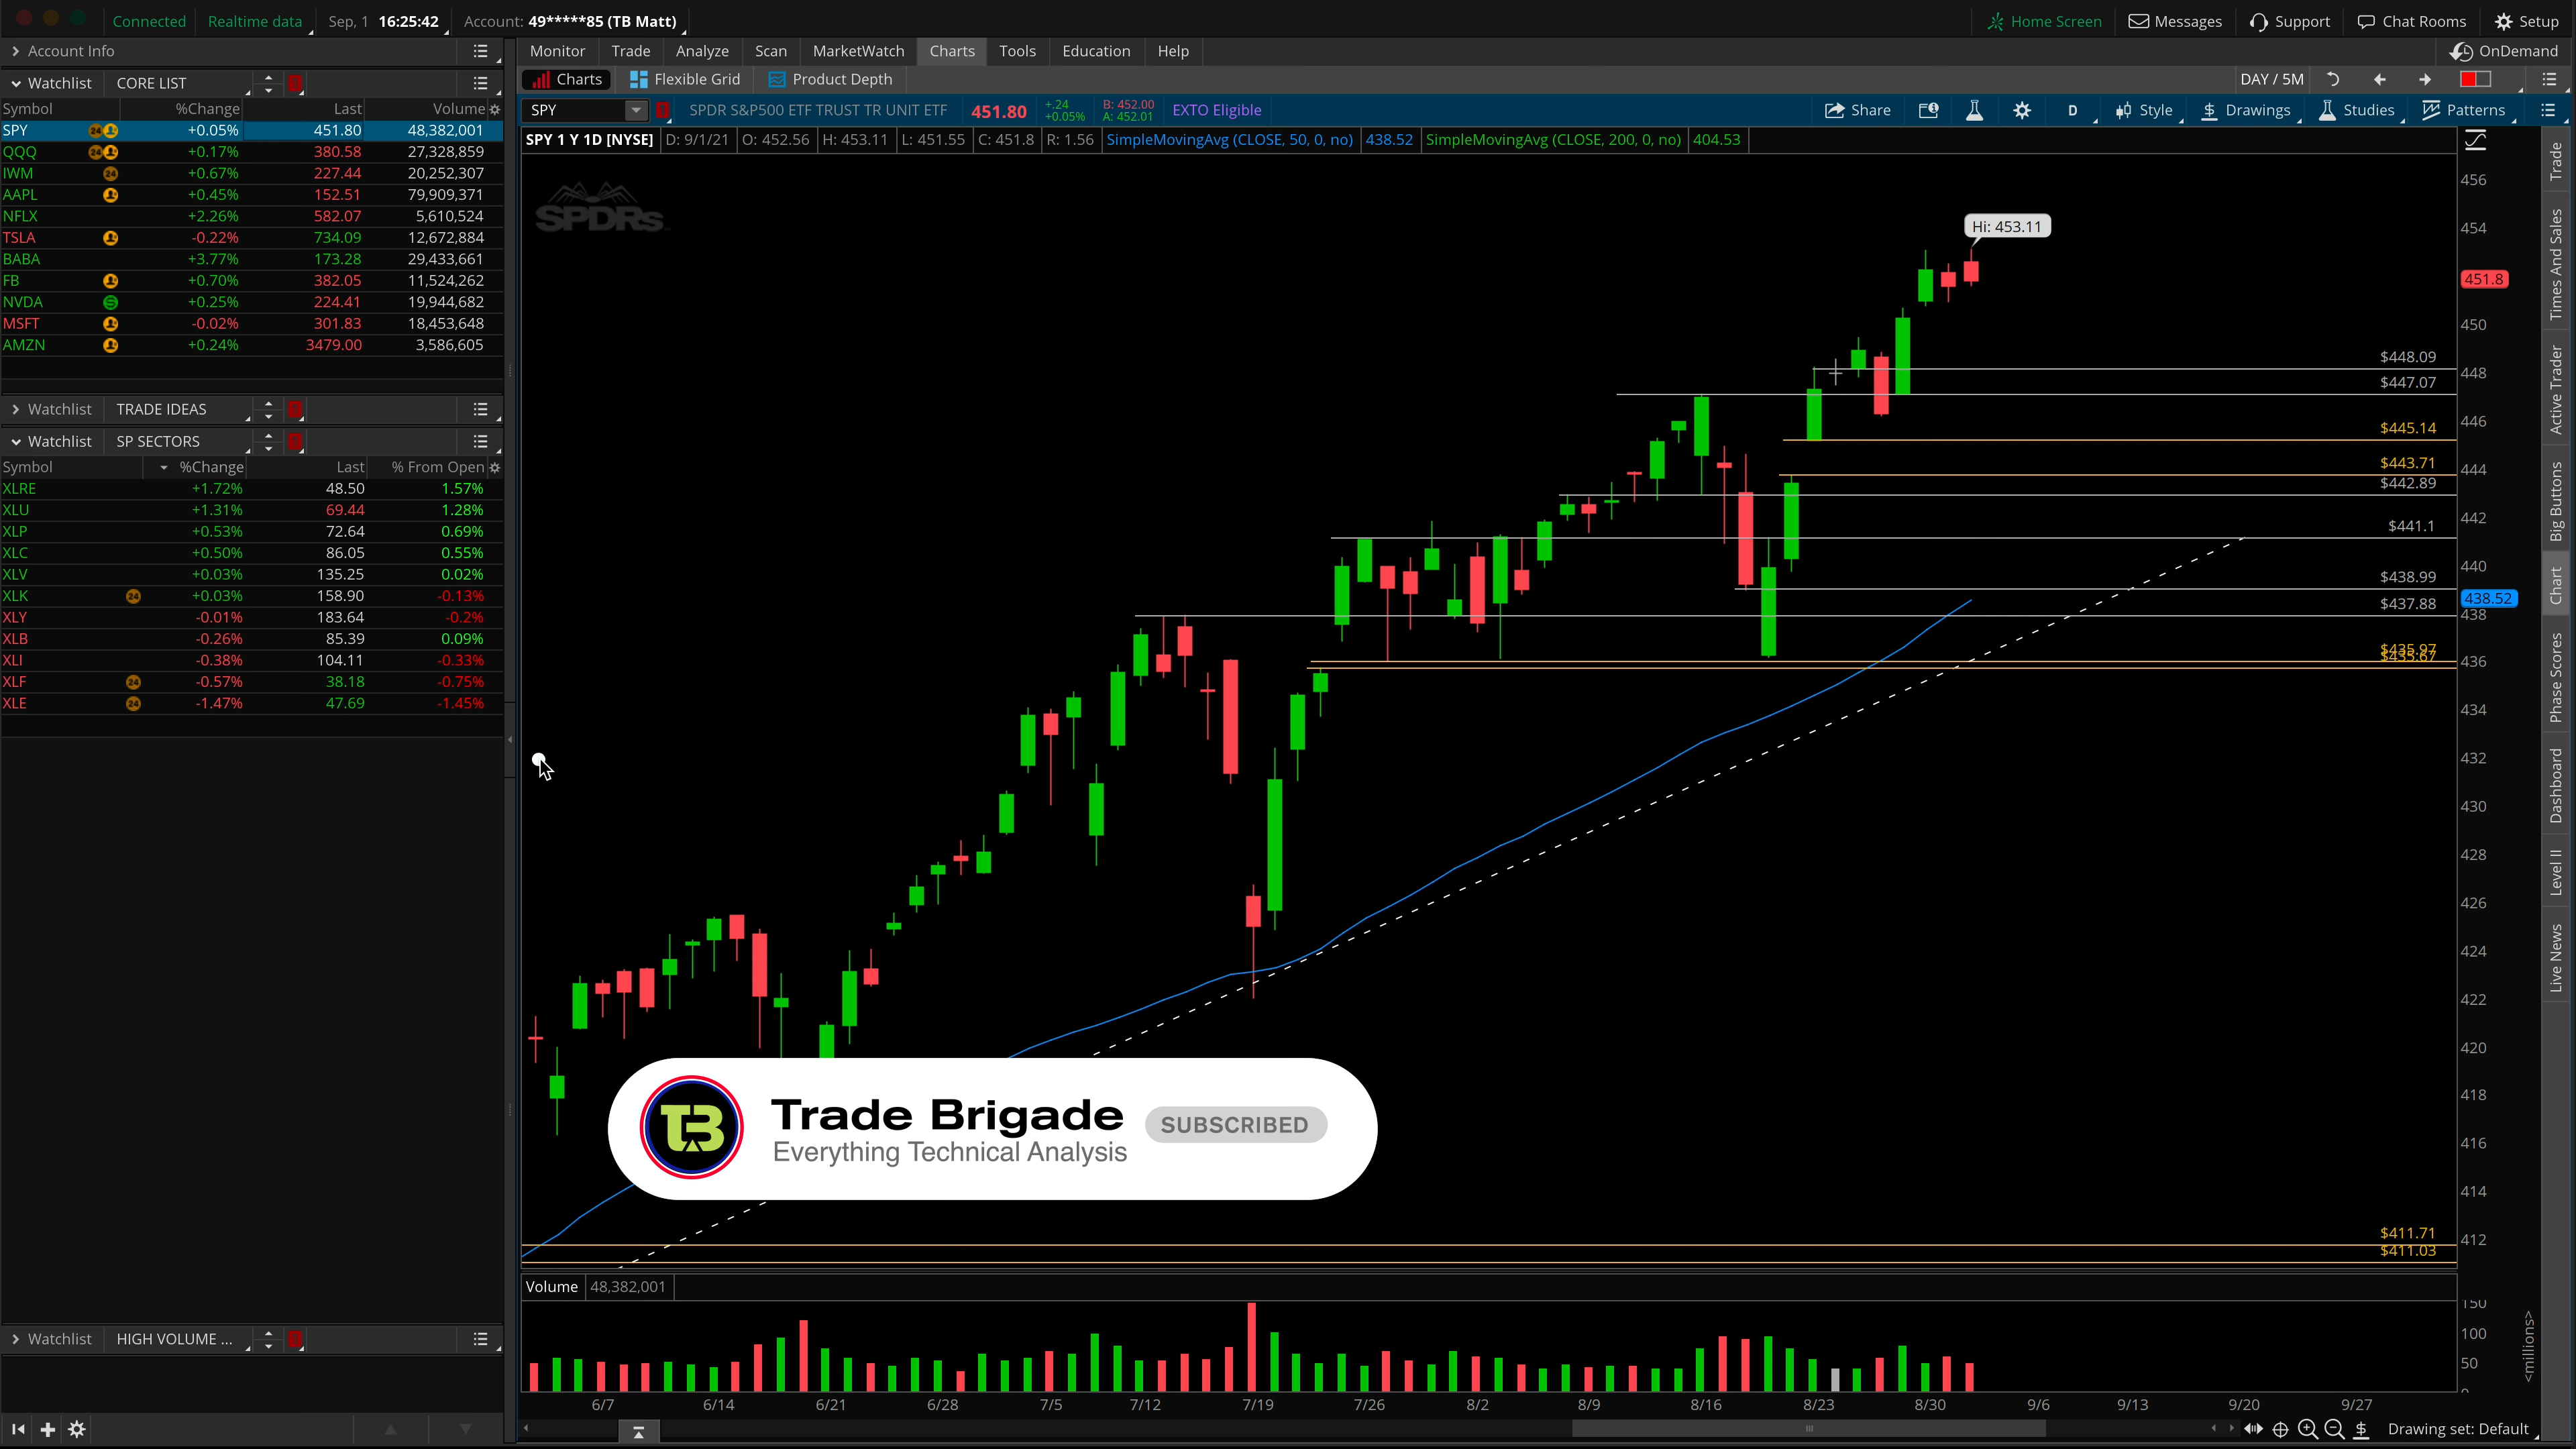 Connected Realtime data Sep, 1 16:25:42 Account: 49*****85 (TB Matt) Home Screen Messages Support Chat Rooms Setup
Account Info Monitor Trade Analyze Scan MarketWatch Charts Tools Education Help OnDemand
Watchlist CORE LIST Charts Flexible Grid Product Depth DAY / 5M
Symbol %Change Last Volume
SPY +0.05% 451.80 48,382,001
QQQ +0.17% 380.58 27,328,859
IWM +0.67% 227.44 20,252,307
AAPL +0.45% 152.51 79,909,371
NFLX +2.26% 582.07 5,610,524
TSLA -0.22% 734.09 12,672,884
BABA +3.77% 173.28 29,433,661
FB +0.70% 382.05 11,524,262
NVDA +0.25% 224.41 19,944,682
MSFT -0.02% 301.83 18,453,648
AMZN +0.24% 3479.00 3,586,605
Watchlist TRADE IDEAS
Watchlist SP SECTORS
Symbol %Change Last % From Open
XLRE +1.72% 48.50 1.57%
XLU +1.31% 69.44 1.28%
XLP +0.53% 72.64 0.69%
XLC +0.50% 86.05 0.55%
XLV +0.03% 135.25 0.02%
XLK 24 +0.03% 158.90 -0.13%
XLY -0.01% 183.64 -0.2%
XLB -0.26% 85.39 0.09%
XLI -0.38% 104.11 -0.33%
XLF 24 -0.57% 38.18 -0.75%
XLE 24 -1.47% 47.69 -1.45%
Watchlist HIGH VOLUME ...
SPY SPDR S&P500 ETF TRUST TR UNIT ETF 451.80 +.24 +0.05% B: 452.00 A: 452.01 EXTO Eligible Share D Style Drawings Studies Patterns
SPY 1 Y 1D [NYSE] D: 9/1/21 O: 452.56 H: 453.11 L: 451.55 C: 451.8 R: 1.56 SimpleMovingAvg (CLOSE, 50, 0, no) 438.52 SimpleMovingAvg (CLOSE, 200, 0, no) 404.53
SPDRs
Hi: 453.11
$448.09
$447.07
$445.14
$443.71
$442.89
$441.1
$438.99
$437.88
$435.97
$411.71
$411.03
456
454
451.8
450
448
446
444
442
440
438.52
438
436
434
432
430
428
426
424
422
420
418
416
414
412
Trade Brigade SUBSCRIBED
TB
Everything Technical Analysis
Volume 48,382,001
150
100
50
0
<millions>
6/7 6/14 6/21 6/28 7/5 7/12 7/19 7/26 8/2 8/9 8/16 8/23 8/30 9/6 9/13 9/20 9/27
Drawing set: Default
Trade
Times And Sales
Active Trader
Big Buttons
Chart
Phase Scores
Dashboard
Level II
Live News